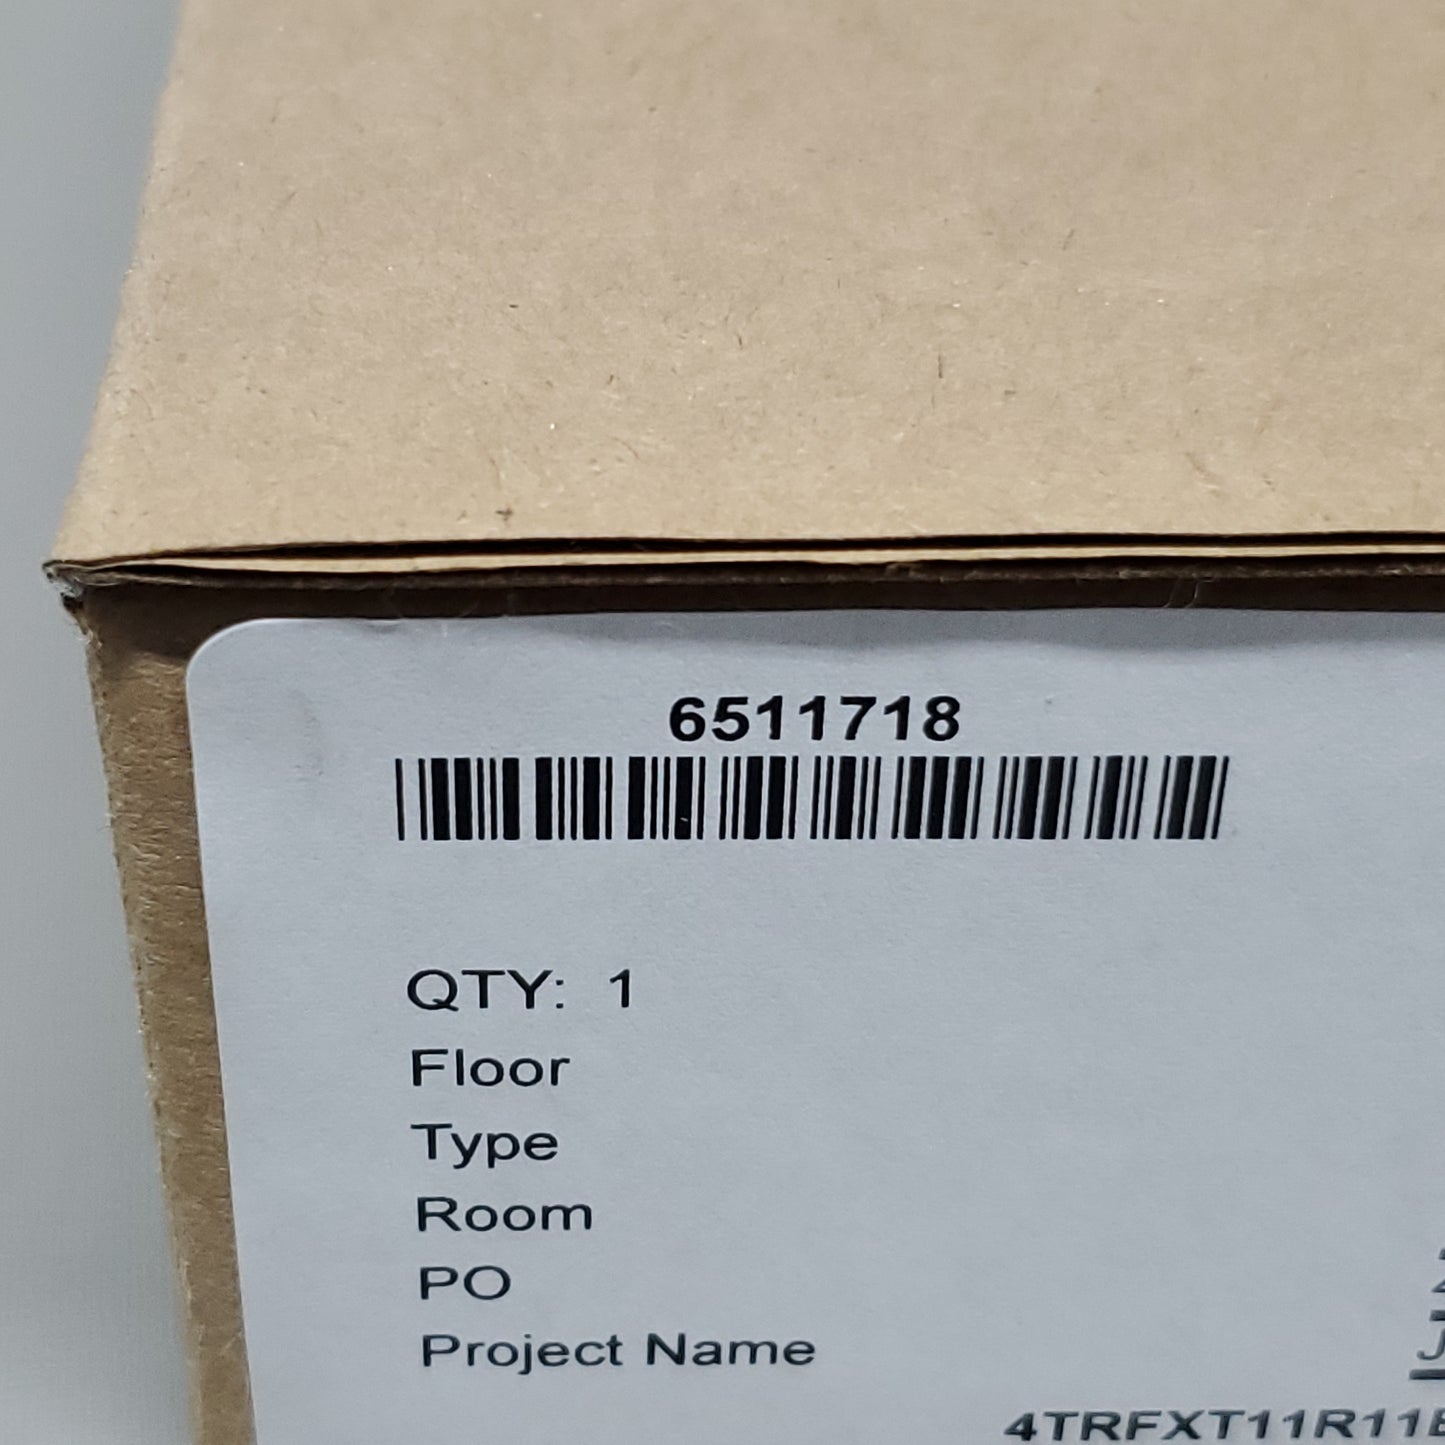 6511718
QTY: 1
Floor
Type
Room
PO
Project Name